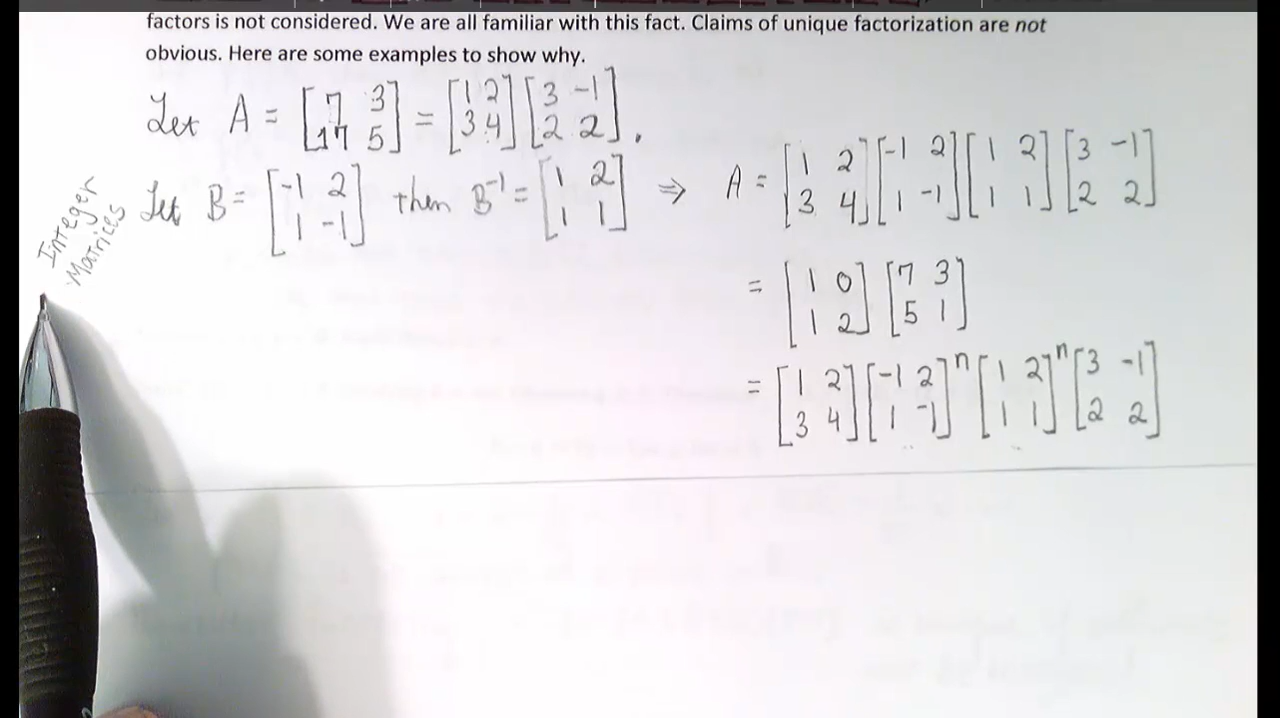 factors is not considered. We are all familiar with this fact. Claims of unique factorization are not
obvious. Here are some examples to show why.
Let A = [7 3; 17 5] = [1 2; 3 4] [3 -1; 2 2].
Integer Matrices
Let B = [-1 2; 1 -1] then B⁻¹ = [1 2; 1 1] ⇒ A = [1 2; 3 4] [-1 2; 1 -1] [1 2; 1 1] [3 -1; 2 2]
= [1 0; 1 2] [7 3; 5 1]
= [1 2; 3 4] [-1 2; 1 -1]ⁿ [1 2; 1 1]ⁿ [3 -1; 2 2]